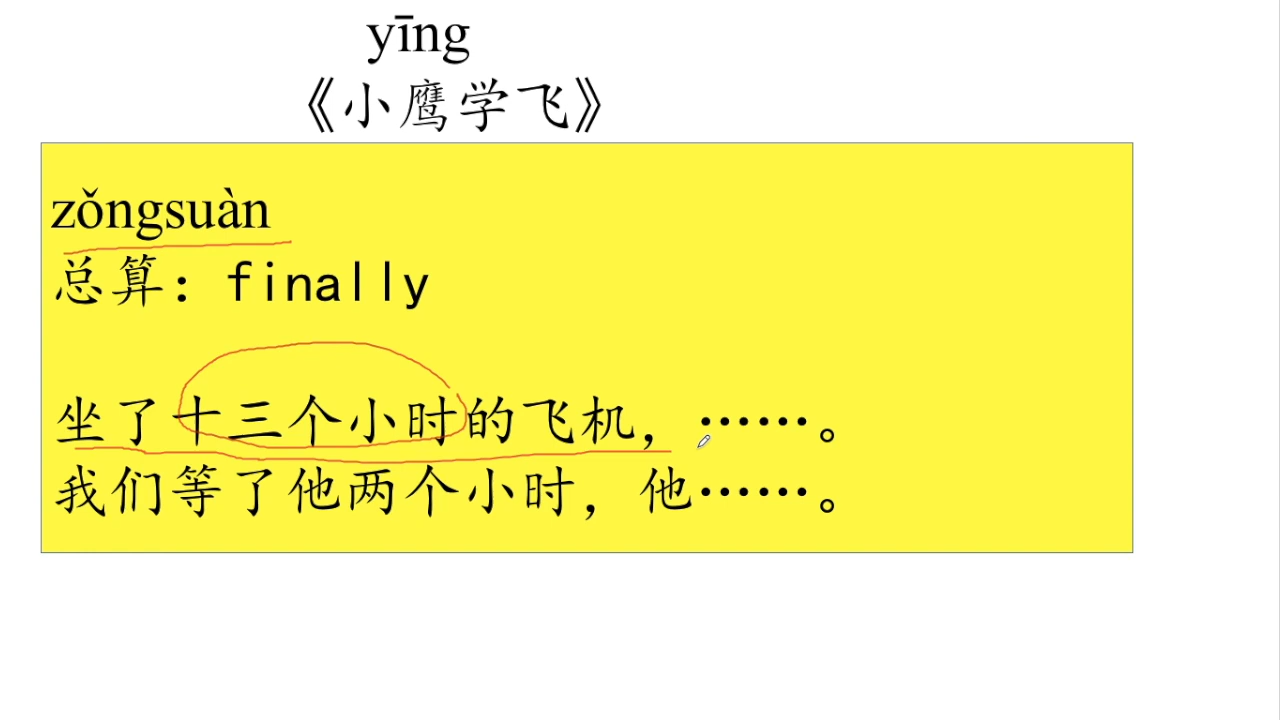 yīng
《小鹰学飞》
zǒngsuàn
总算：finally
坐了十三个小时的飞机，……。
我们等了他两个小时，他……。